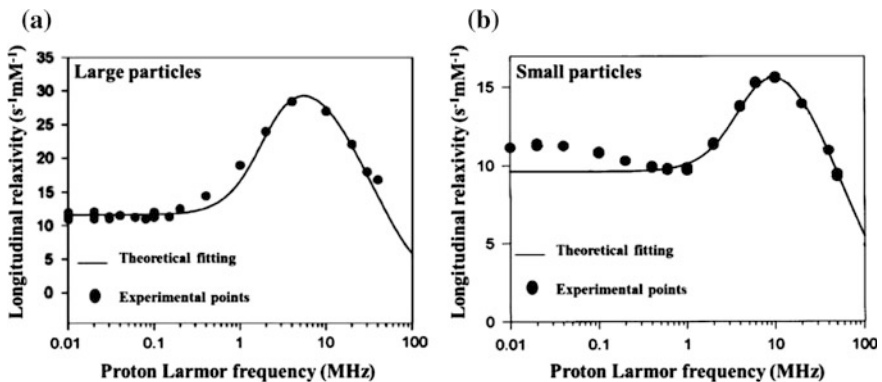 (a)
Longitudinal relaxivity (s⁻¹mM⁻¹)
35
30
25
20
15
10
5
0
Large particles
Theoretical fitting
Experimental points
0.01 0.1 1 10 100
Proton Larmor frequency (MHz)
(b)
Longitudinal relaxivity (s⁻¹mM⁻¹)
15
10
5
0
Small particles
Theoretical fitting
Experimental points
0.01 0.1 1 10 100
Proton Larmor frequency (MHz)